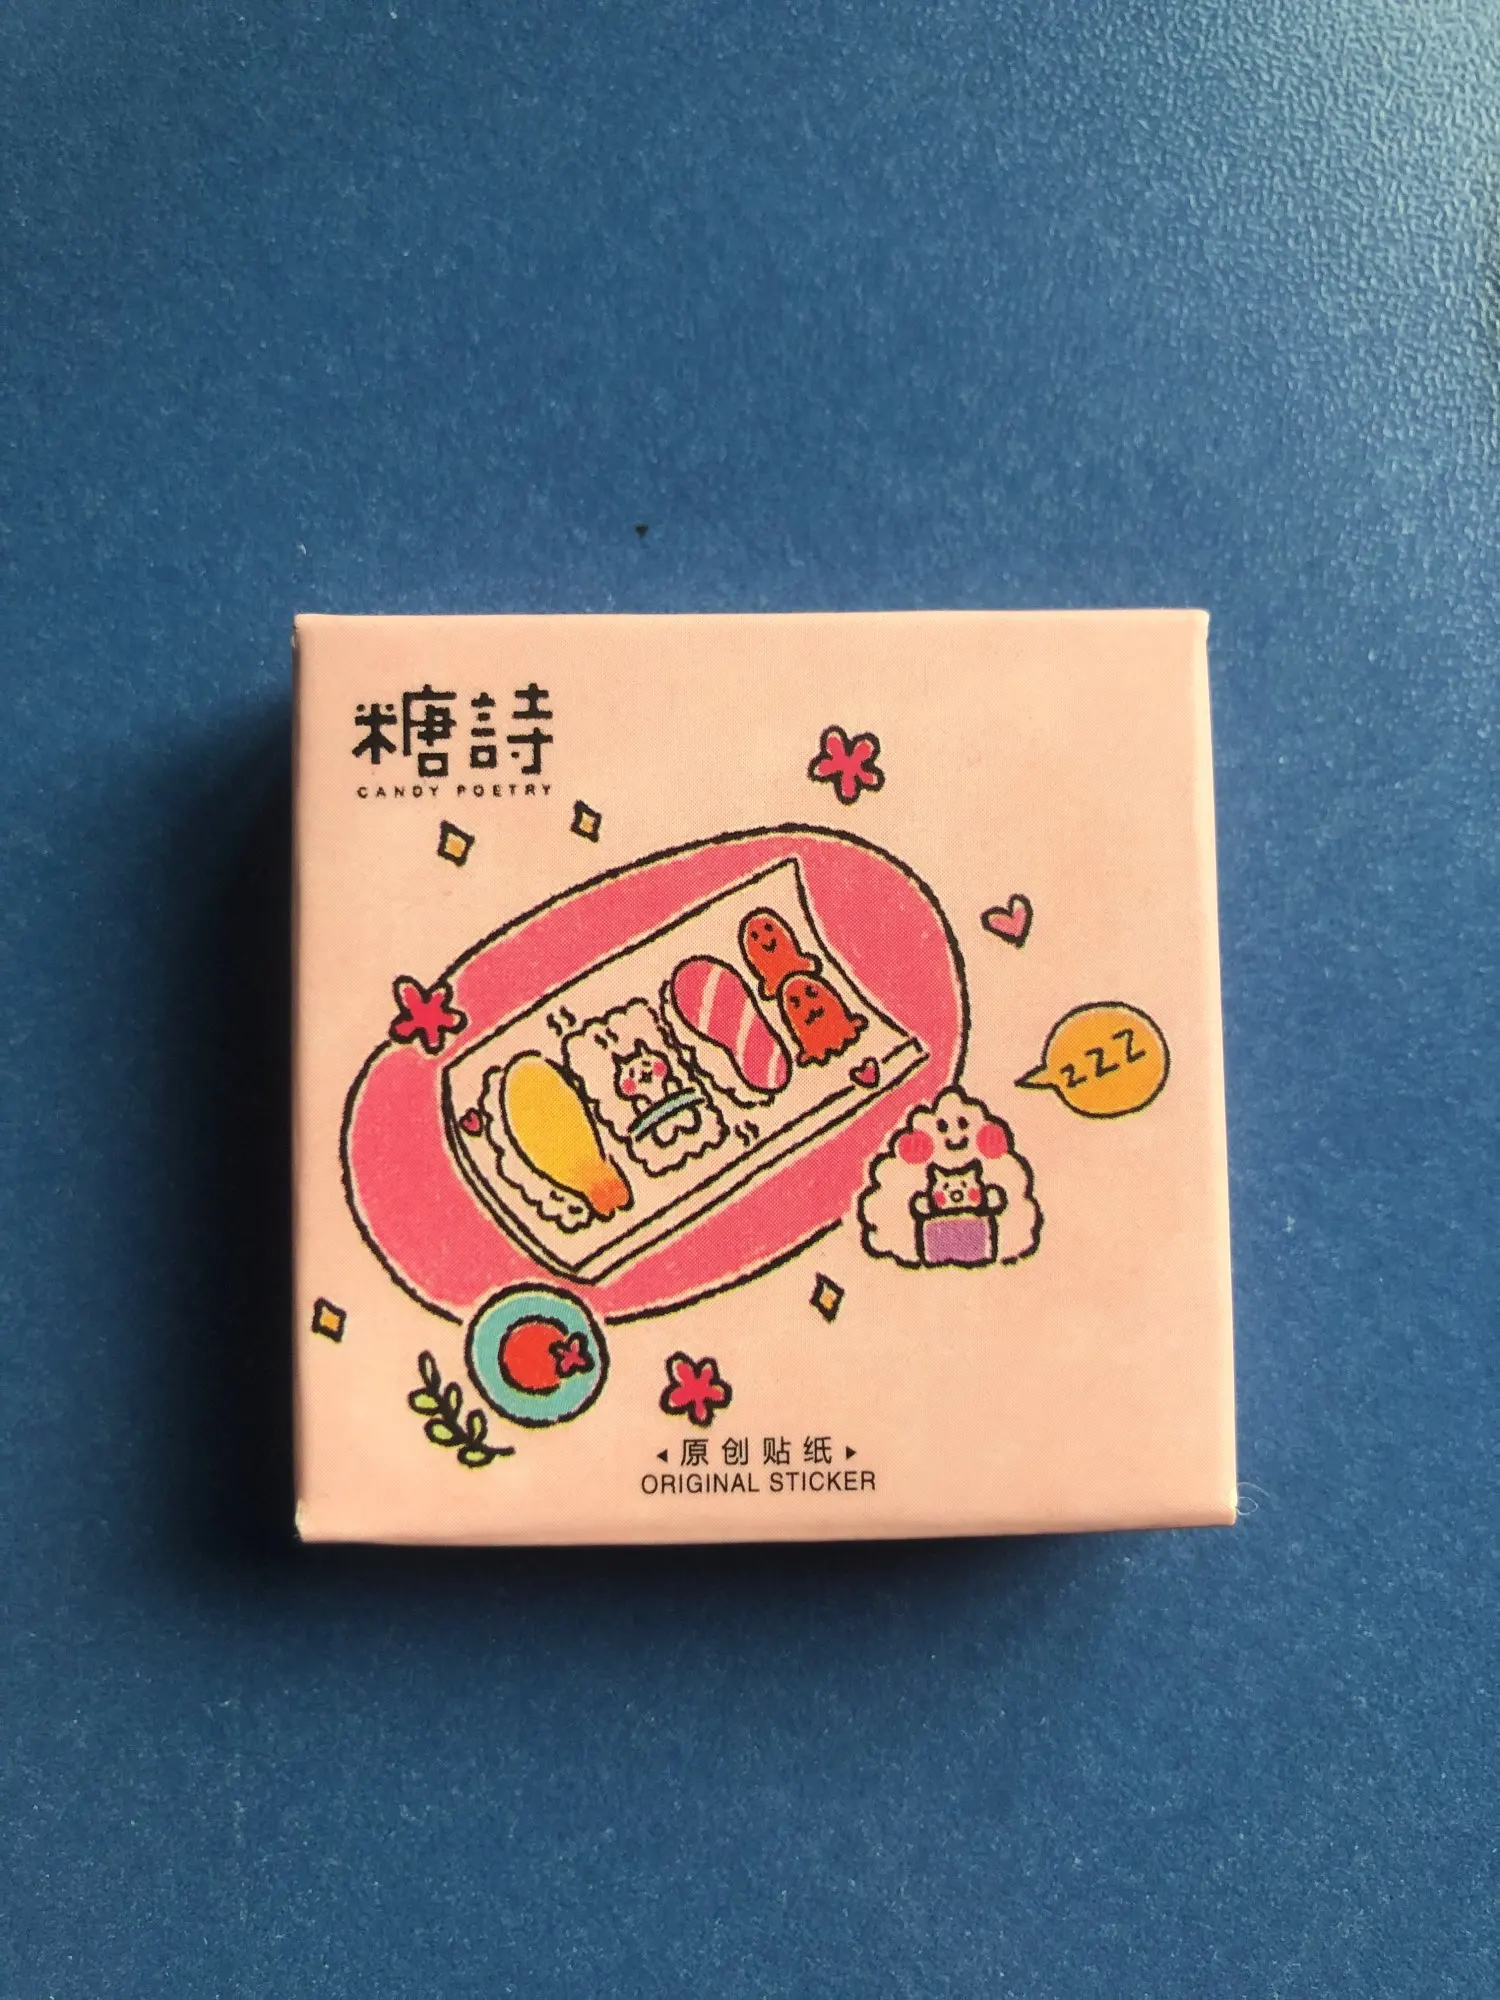 糖詩
CANDY POETRY
zzz
原创贴纸
ORIGINAL STICKER